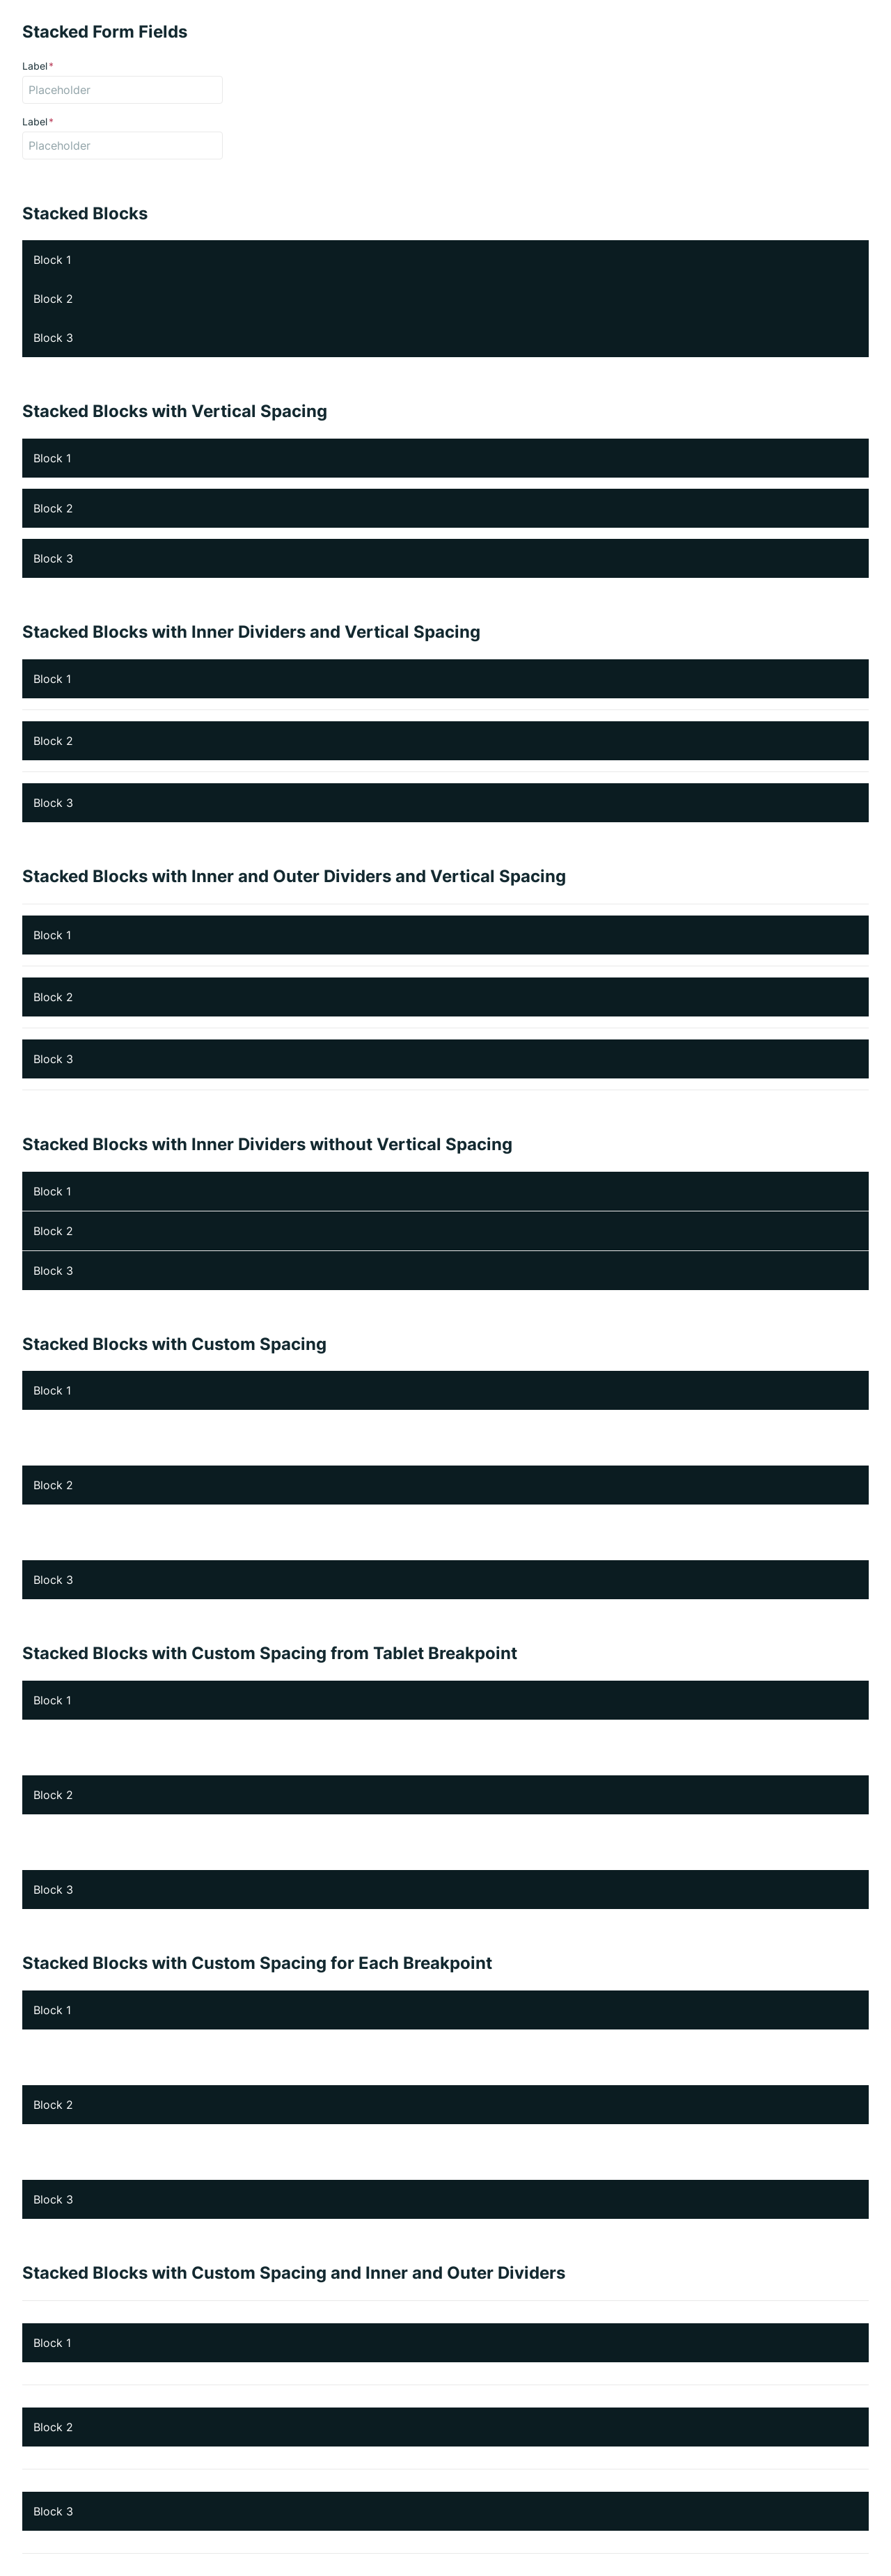 Stacked Form Fields
Label*
Placeholder
Label*
Placeholder
Stacked Blocks
Block 1
Block 2
Block 3
Stacked Blocks with Vertical Spacing
Block 1
Block 2
Block 3
Stacked Blocks with Inner Dividers and Vertical Spacing
Block 1
Block 2
Block 3
Stacked Blocks with Inner and Outer Dividers and Vertical Spacing
Block 1
Block 2
Block 3
Stacked Blocks with Inner Dividers without Vertical Spacing
Block 1
Block 2
Block 3
Stacked Blocks with Custom Spacing
Block 1
Block 2
Block 3
Stacked Blocks with Custom Spacing from Tablet Breakpoint
Block 1
Block 2
Block 3
Stacked Blocks with Custom Spacing for Each Breakpoint
Block 1
Block 2
Block 3
Stacked Blocks with Custom Spacing and Inner and Outer Dividers
Block 1
Block 2
Block 3